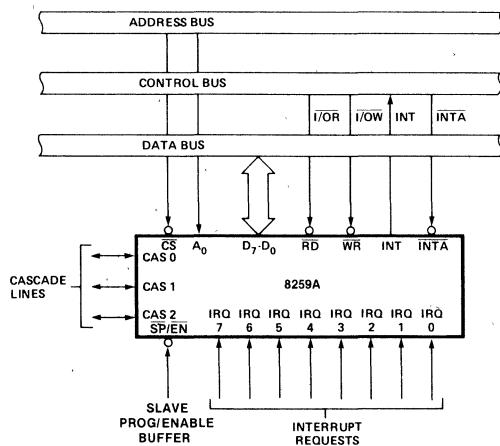 ADDRESS BUS
CONTROL BUS
I/OR I/OW INT INTA
DATA BUS
CS A0 D7-D0 RD WR INT INTA
CASCADE
LINES
CAS 0
CAS 1
CAS 2
8259A
SP/EN
IRQ IRQ IRQ IRQ IRQ IRQ IRQ IRQ
7 6 5 4 3 2 1 0
SLAVE
PROG/ENABLE
BUFFER
INTERRUPT
REQUESTS